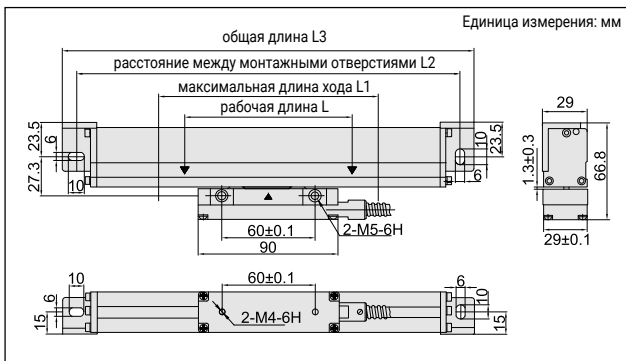 Единица измерения: мм
общая длина L3
расстояние между монтажными отверстиями L2
максимальная длина хода L1
рабочая длина L
23.5
6
27.3
10
10
23.5
6
60±0.1
90
2-M5-6H
29
1.3±0.3
66.8
29±0.1
10
6
15
60±0.1
2-M4-6H
6
10
15